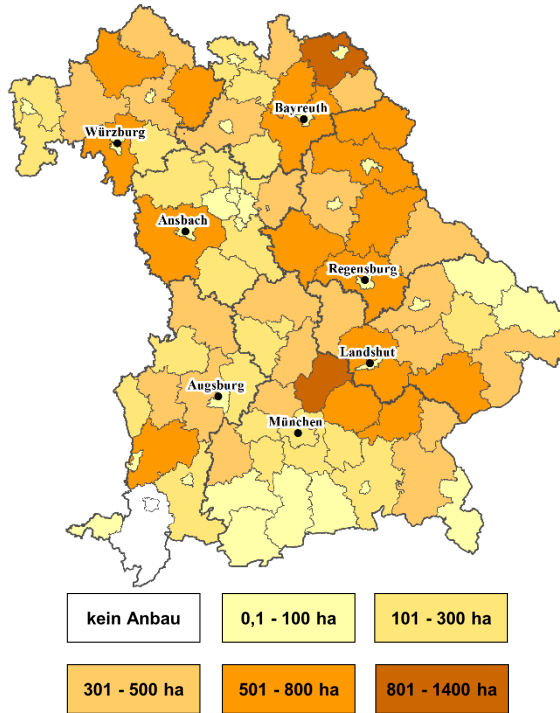 Bayreuth
Würzburg
Ansbach
Regensburg
Landshut
Augsburg
München
kein Anbau
0,1 - 100 ha
101 - 300 ha
301 - 500 ha
501 - 800 ha
801 - 1400 ha